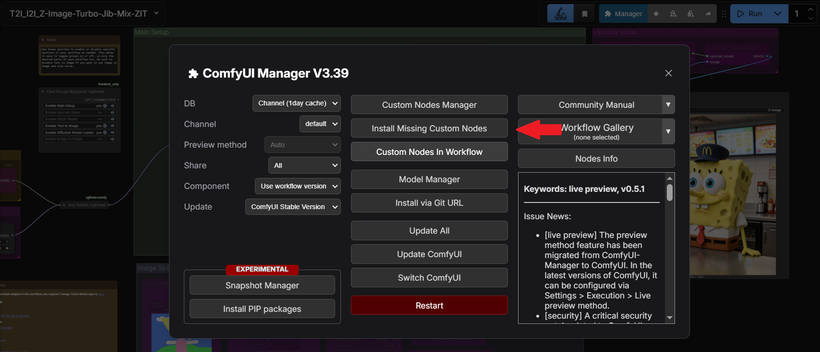 T2I_I2I_Z-Image-Turbo-Jib-Mix-ZIT
Manager
Run
1
Main Setup
ComfyUI Manager V3.39
DB
Channel (1day cache)
Channel
default
Preview method
Auto
Share
All
Component
Use workflow version
Update
ComfyUI Stable Version
EXPERIMENTAL
Snapshot Manager
Install PIP packages
Custom Nodes Manager
Install Missing Custom Nodes
Custom Nodes In Workflow
Model Manager
Install via Git URL
Update All
Update ComfyUI
Switch ComfyUI
Restart
Community Manual
Workflow Gallery
(none selected)
Nodes Info
Keywords: live preview, v0.5.1
Issue News:
• [live preview] The preview
method feature has been
migrated from ComfyUI-
Manager to ComfyUI. In the
latest versions of ComfyUI, it
can be configured via
Settings > Execution > Live
preview method.
• [security] A critical security